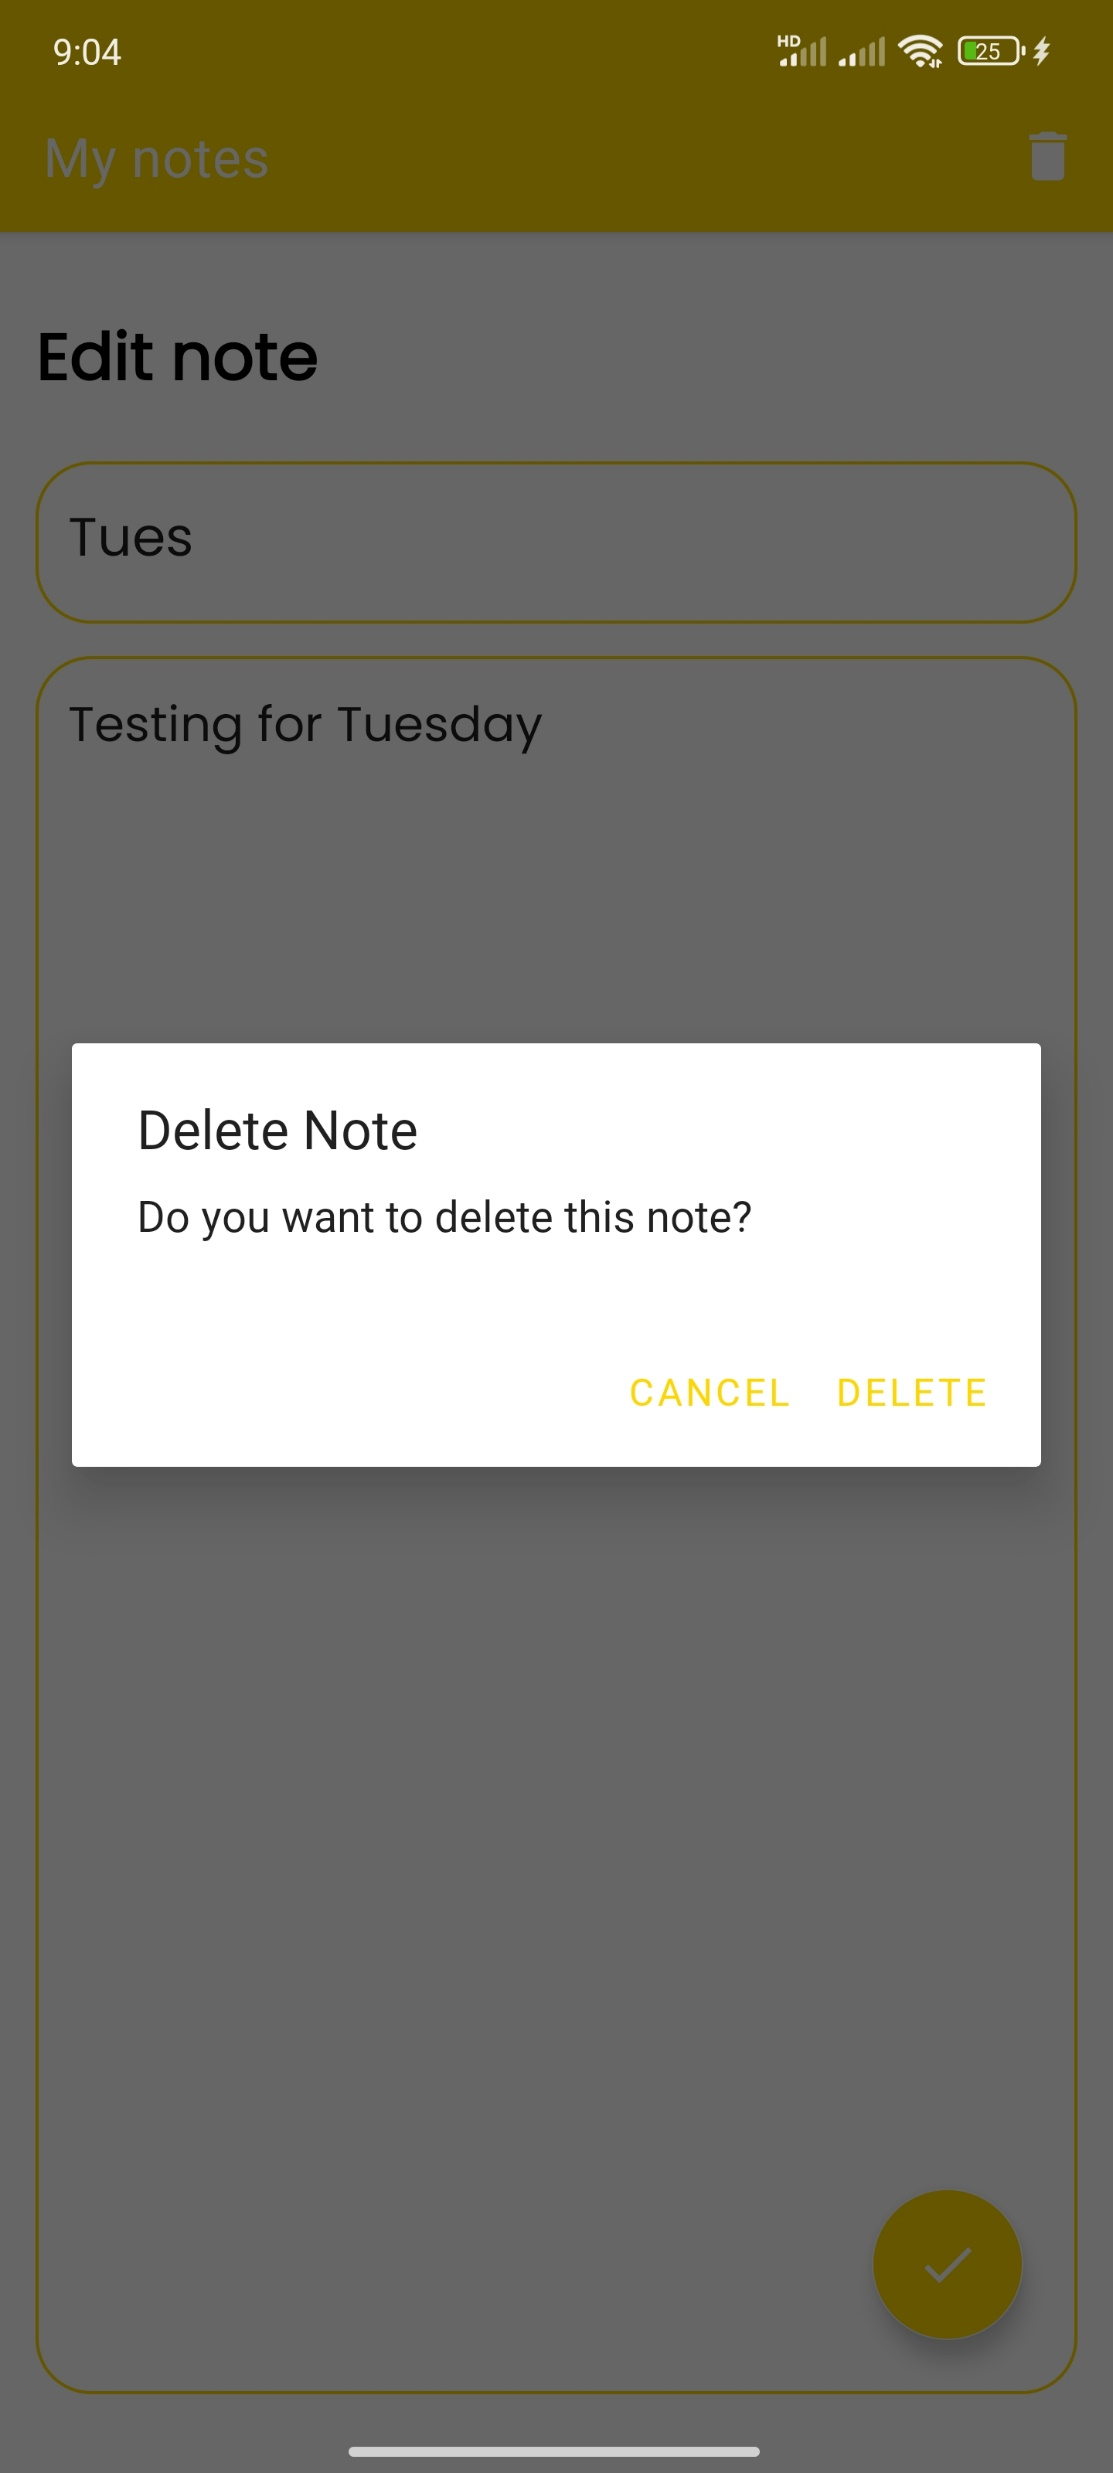 9:04
HD
25
My notes
Edit note
Tues
Testing for Tuesday
Delete Note
Do you want to delete this note?
CANCEL DELETE